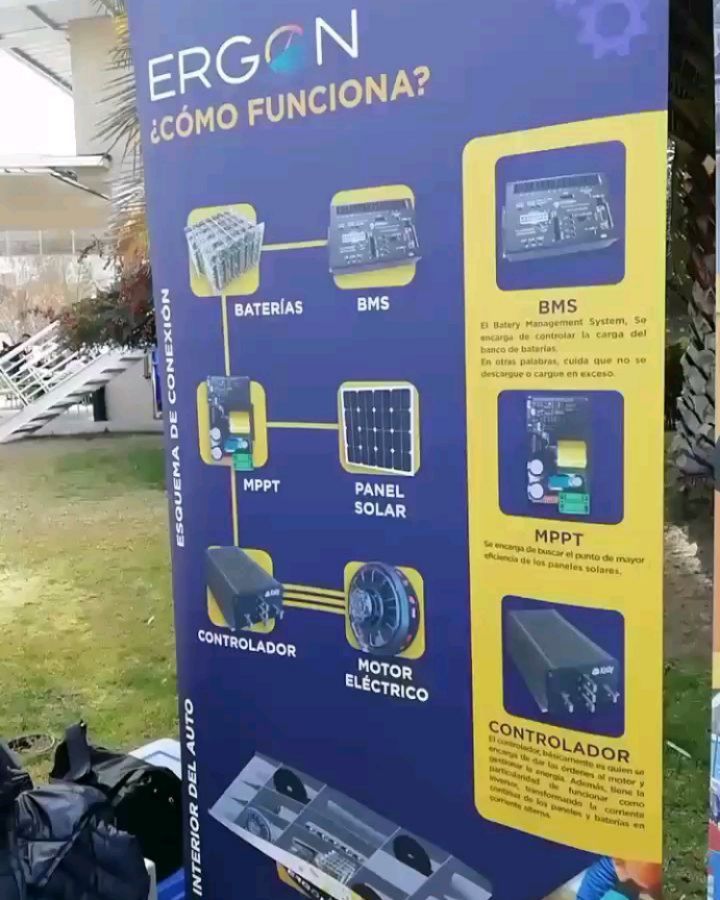 ERGON
¿CÓMO FUNCIONA?
ESQUEMA DE CONEXIÓN
BATERÍAS
BMS
MPPT
PANEL
SOLAR
CONTROLADOR
MOTOR
ELÉCTRICO
INTERIOR DEL AUTO
BMS
El Batery Management System, Se
encarga de controlar la carga del
banco de baterías.
En otras palabras, cuida que no se
descargue o cargue en exceso.
MPPT
Se encarga de buscar el punto de mayor
eficiencia de los paneles solares.
CONTROLADOR
El controlador, básicamente es quien se
encarga de dar las órdenes al motor y
gestionar la energía. Además, tiene la
particularidad de funcionar como
inversor, transformando la corriente
continua de los paneles y baterías en
corriente alterna.